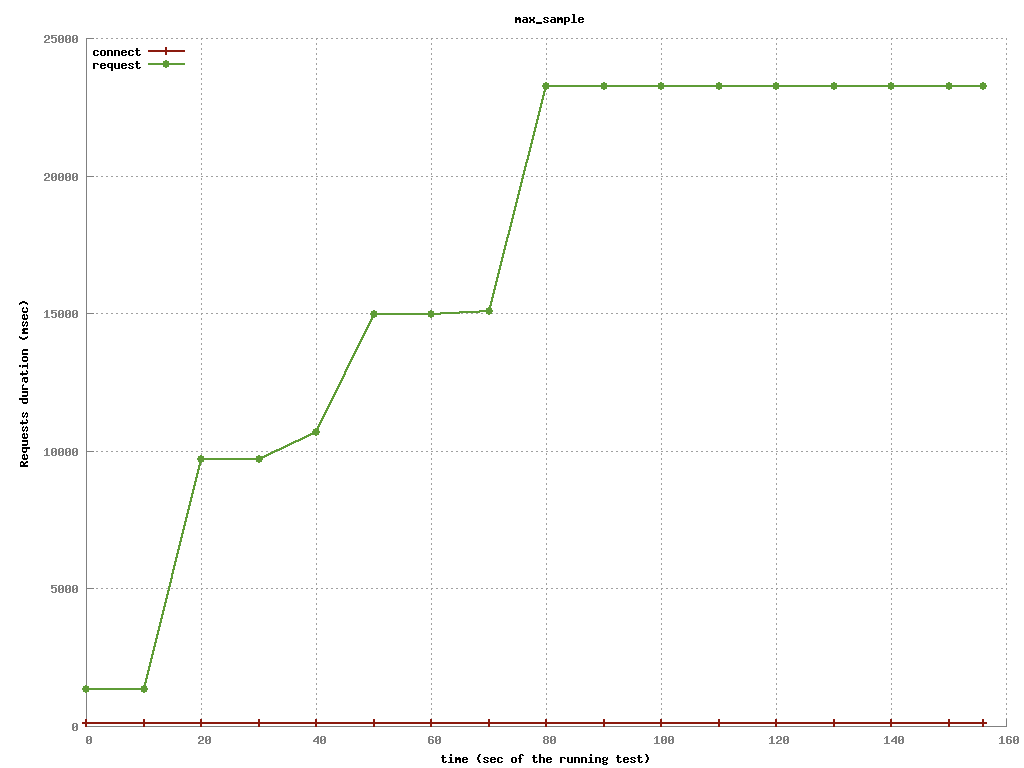 max_sample
25000
connect
request
20000
15000
Requests duration (msec)
10000
5000
0
0 20 40 60 80 100 120 140 160
time (sec of the running test)